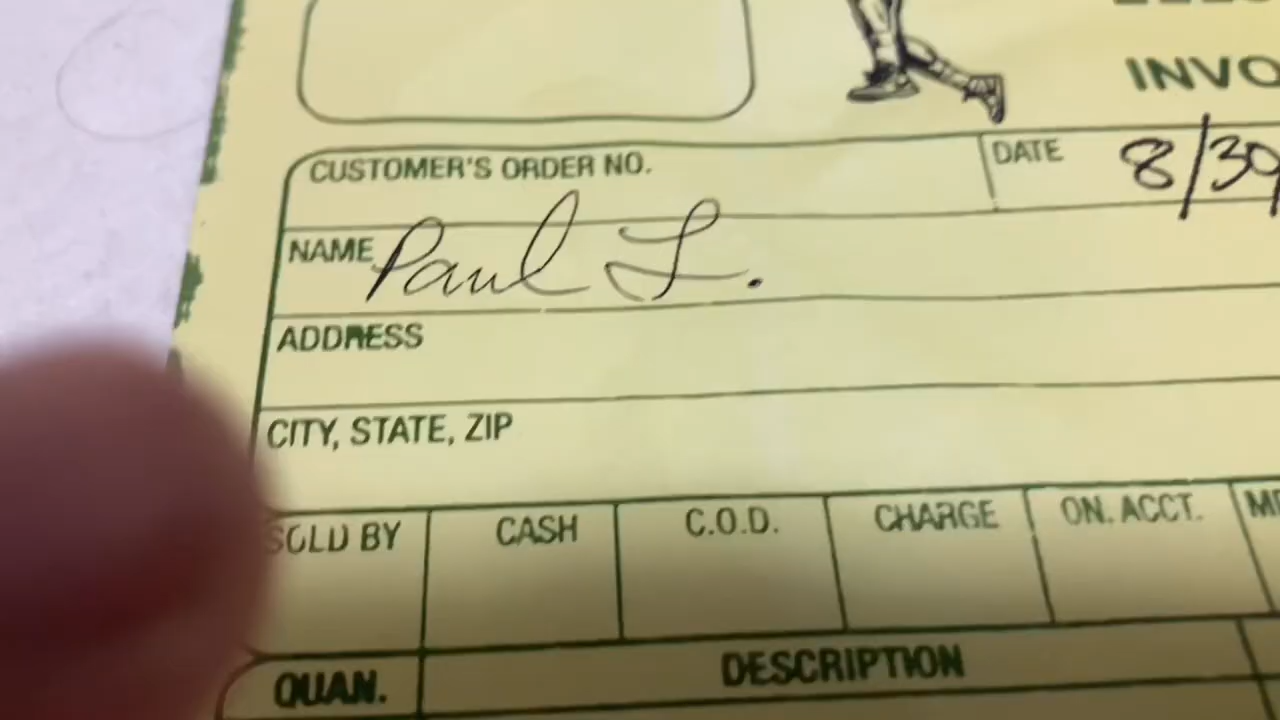 INVO
CUSTOMER'S ORDER NO. DATE 8/30
NAME Paul L.
ADDRESS
CITY, STATE, ZIP
SOLD BY CASH C.O.D. CHARGE ON. ACCT.
QUAN. DESCRIPTION